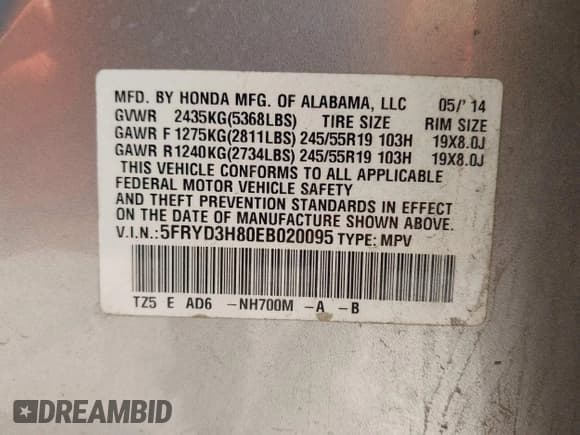 MFD. BY HONDA MFG. OF ALABAMA, LLC 05/'14
GVWR 2435KG(5368LBS) TIRE SIZE RIM SIZE
GAWR F1275KG(2811LBS) 245/55R19 103H 19X8.0J
GAWR R1240KG(2734LBS) 245/55R19 103H 19X8.0J
THIS VEHICLE CONFORMS TO ALL APPLICABLE
FEDERAL MOTOR VEHICLE SAFETY
AND THEFT PREVENTION STANDARDS IN EFFECT
ON THE DATE OF MANUFACTURE SHOWN ABOVE.
V.I.N.:5FRYD3H80EB020095 TYPE: MPV
TZ5 E AD6 -NH700M -A -B
DREAMBID